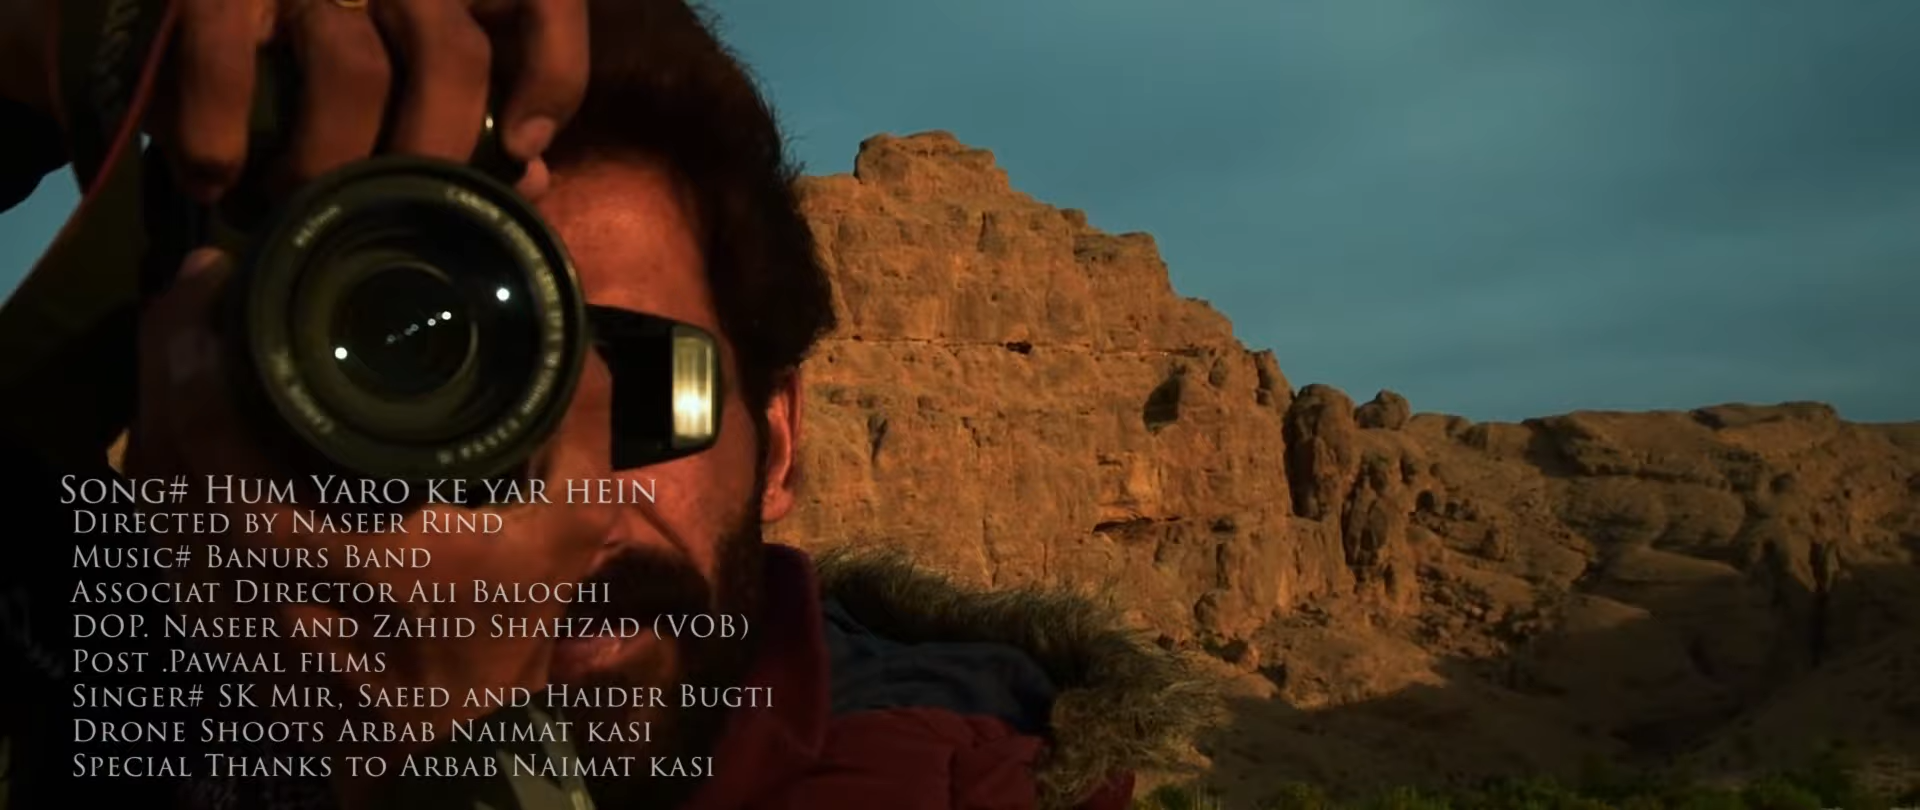 Song# Hum Yaro ke yar hein
Directed by Naseer Rind
Music# Banurs Band
Associat Director Ali Balochi
DOP. Naseer and Zahid Shahzad (VOB)
Post .Pawaal films
Singer# SK Mir, Saeed and Haider Bugti
Drone Shoots Arbab Naimat kasi
Special Thanks to Arbab Naimat kasi